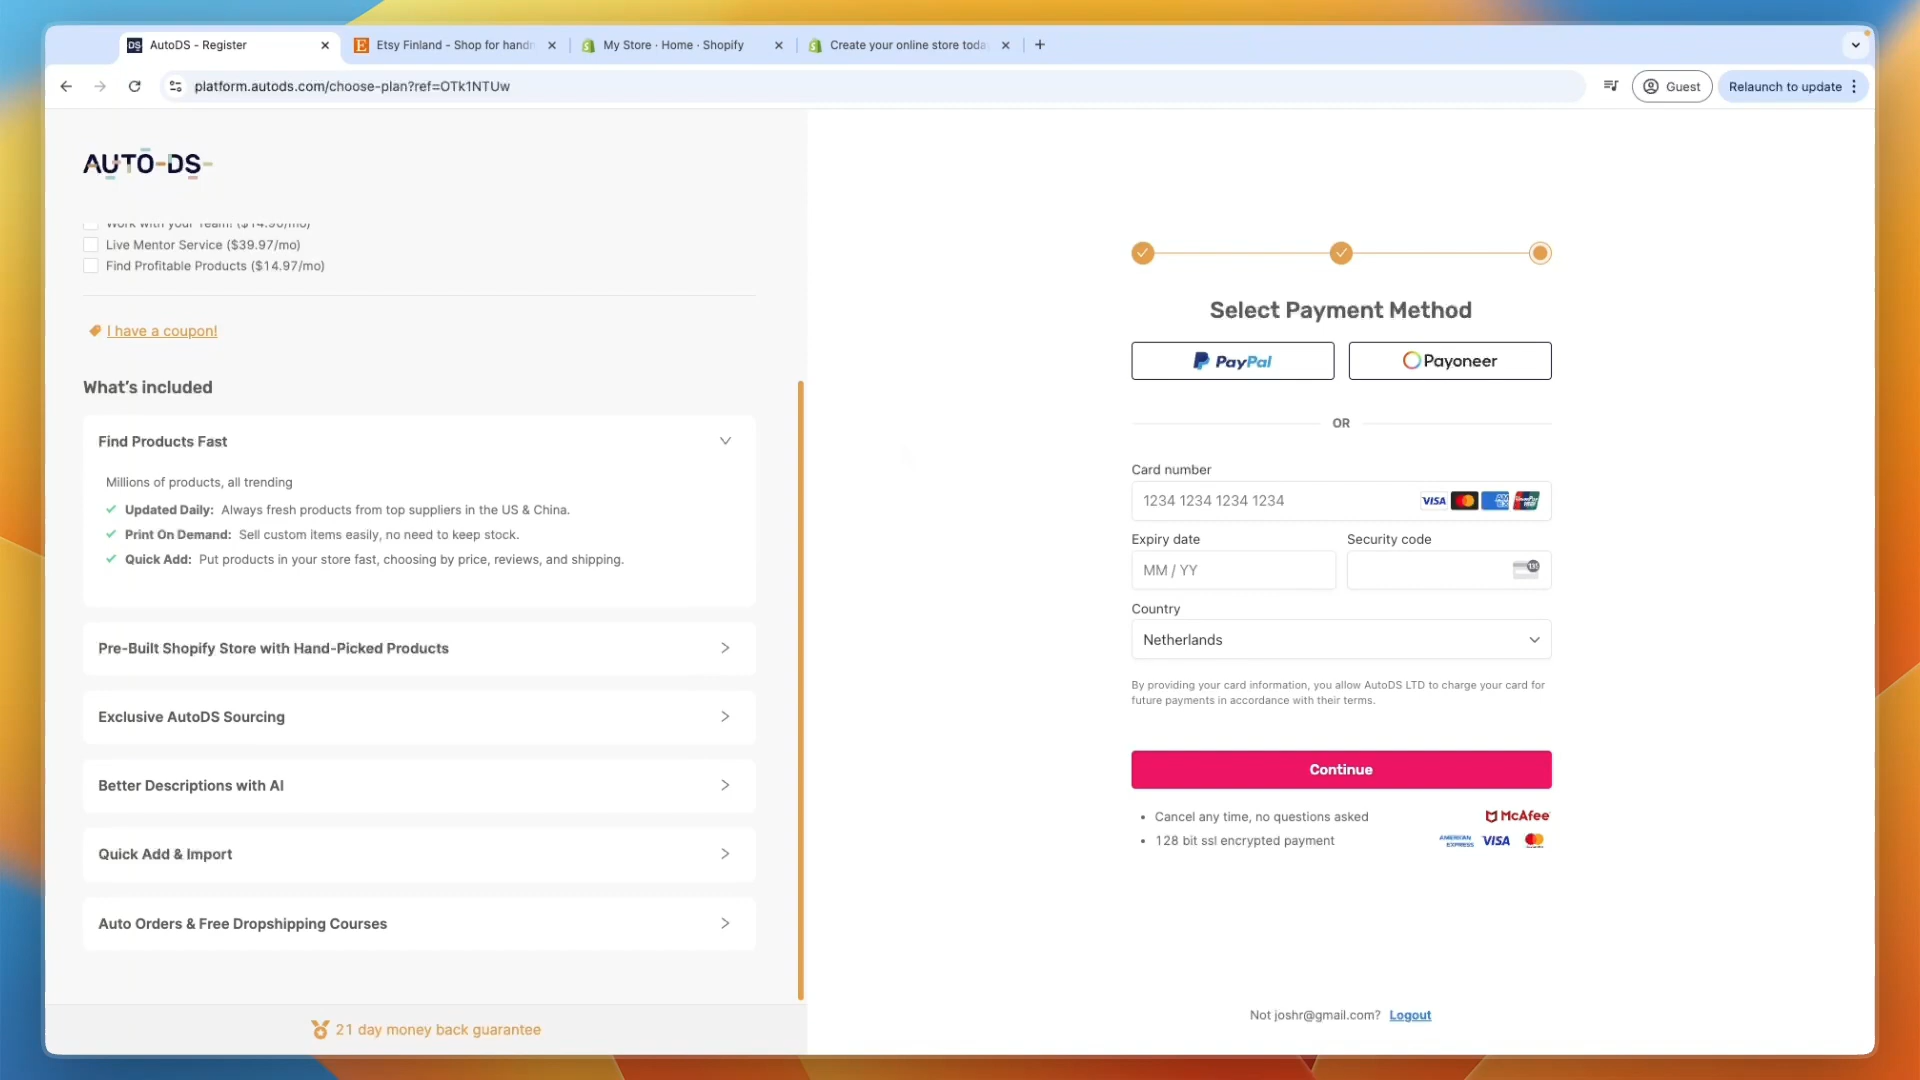 AutoDS - Register
Etsy Finland - Shop for handm
My Store · Home · Shopify
Create your online store toda
platform.autods.com/choose-plan?ref=OTk1NTUw
Guest
Relaunch to update
AUTO-DS
Work with your Team! ($14.96/mo)
Live Mentor Service ($39.97/mo)
Find Profitable Products ($14.97/mo)
I have a coupon!
What's included
Find Products Fast
Millions of products, all trending
Updated Daily: Always fresh products from top suppliers in the US & China.
Print On Demand: Sell custom items easily, no need to keep stock.
Quick Add: Put products in your store fast, choosing by price, reviews, and shipping.
Pre-Built Shopify Store with Hand-Picked Products
Exclusive AutoDS Sourcing
Better Descriptions with AI
Quick Add & Import
Auto Orders & Free Dropshipping Courses
21 day money back guarantee
Select Payment Method
PayPal
Payoneer
OR
Card number
1234 1234 1234 1234
VISA
Expiry date
Security code
MM / YY
Country
Netherlands
By providing your card information, you allow AutoDS LTD to charge your card for
future payments in accordance with their terms.
Continue
Cancel any time, no questions asked
McAfee
128 bit ssl encrypted payment
AMERICAN EXPRESS
VISA
Not joshr@gmail.com? Logout